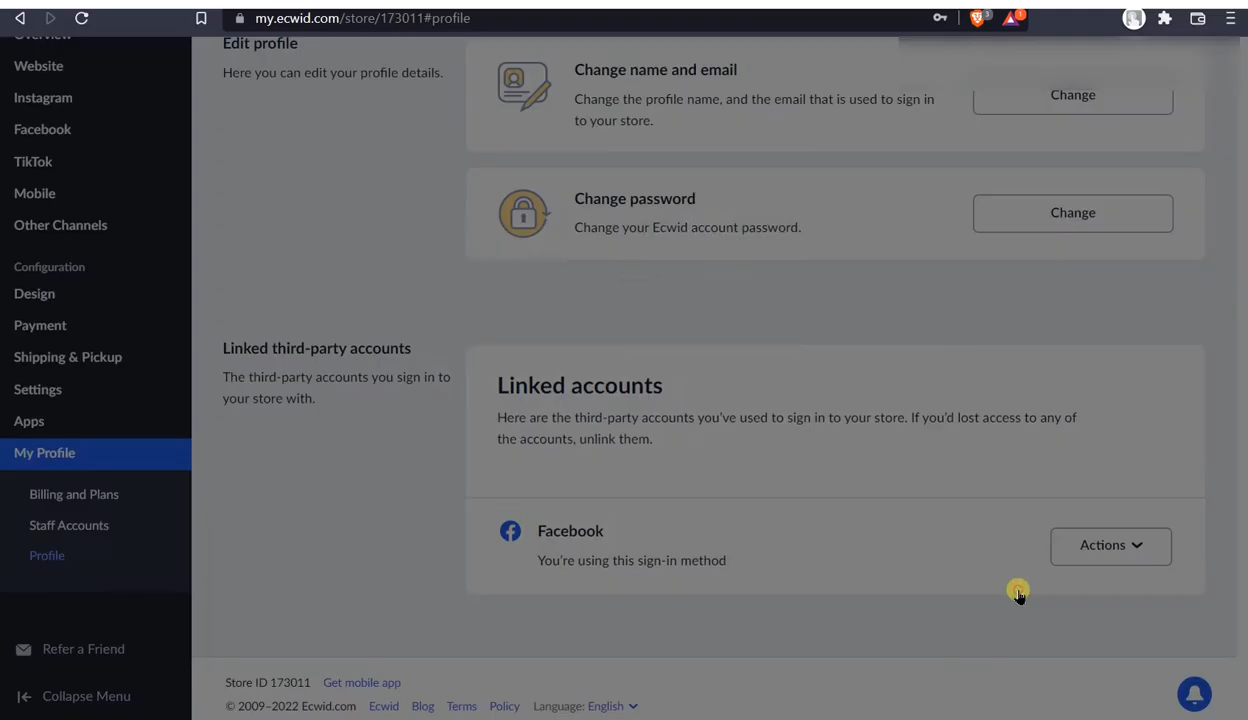 my.ecwid.com/store/173011#profile
3
1
Overview
Website
Instagram
Facebook
TikTok
Mobile
Other Channels
Configuration
Design
Payment
Shipping & Pickup
Settings
Apps
My Profile
Billing and Plans
Staff Accounts
Profile
Refer a Friend
Collapse Menu
Edit profile
Here you can edit your profile details.
Change name and email
Change the profile name, and the email that is used to sign in
to your store.
Change
Change password
Change your Ecwid account password.
Change
Linked third-party accounts
The third-party accounts you sign in to
your store with.
Linked accounts
Here are the third-party accounts you've used to sign in to your store. If you'd lost access to any of
the accounts, unlink them.
Facebook
You're using this sign-in method
Actions
Store ID 173011 Get mobile app
© 2009–2022 Ecwid.com Ecwid Blog Terms Policy Language: English